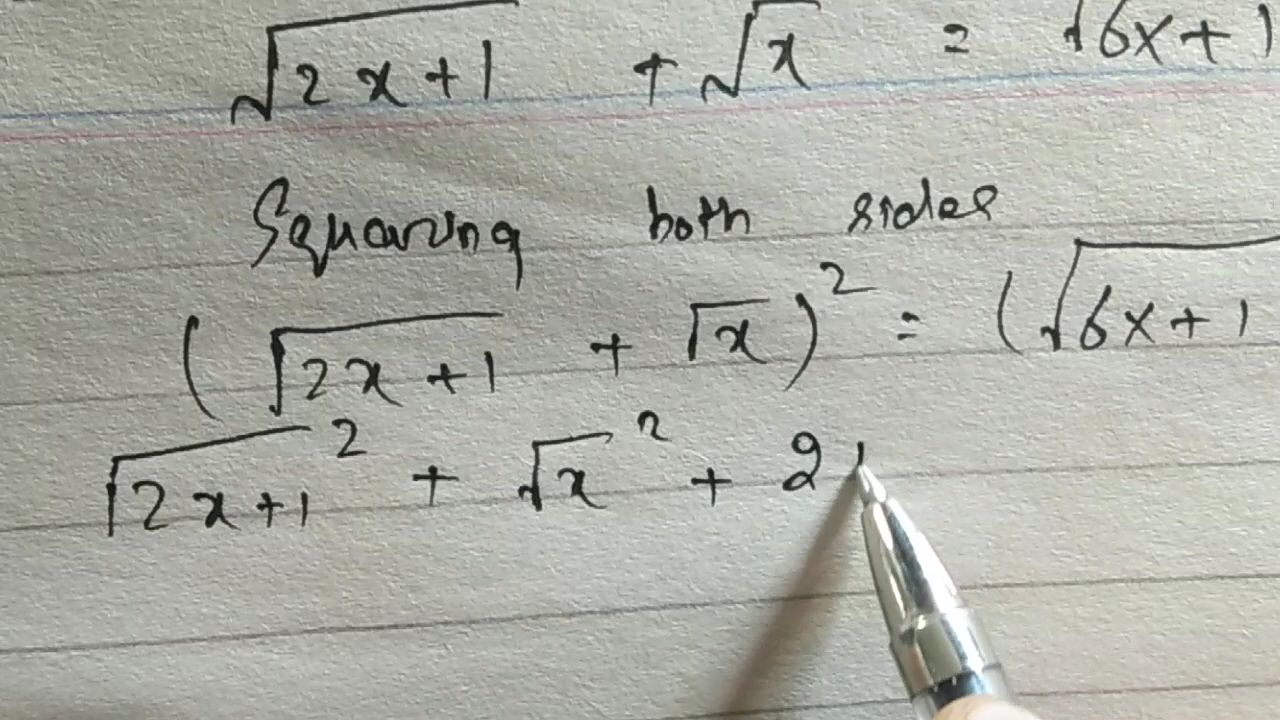 √2x+1 + √x = √6x+1
Squaring both sides
(√2x+1 + √x)² = (√6x+1
√2x+1² + √x² + 2